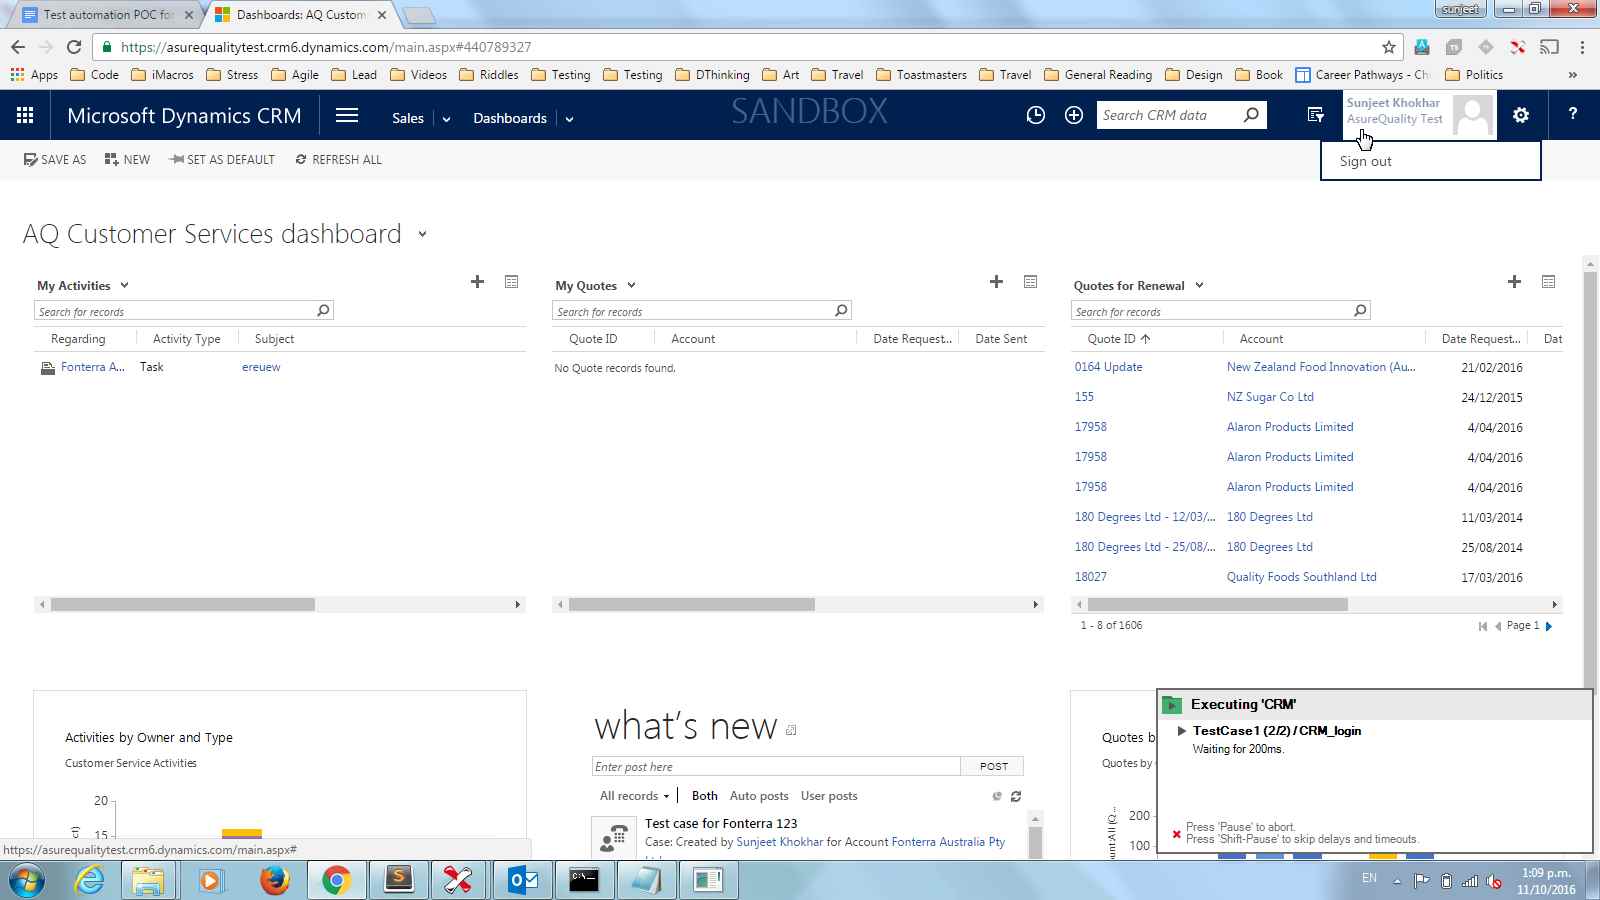 Test automation POC for
Dashboards: AQ Custom
sunjeet
https://asurequalitytest.crm6.dynamics.com/main.aspx#440789327
Apps Code iMacros Stress Agile Lead Videos Riddles Testing Testing DThinking Art Travel Toastmasters Travel General Reading Design Book Career Pathways - Ch Politics »
Microsoft Dynamics CRM Sales Dashboards SANDBOX Search CRM data
Sunjeet Khokhar
AsureQuality Test
?
SAVE AS NEW SET AS DEFAULT REFRESH ALL
Sign out
AQ Customer Services dashboard
My Activities
Search for records
Regarding Activity Type Subject
Fonterra A... Task ereuew
My Quotes
Search for records
Quote ID Account Date Request... Date Sent
No Quote records found.
Quotes for Renewal
Search for records
Quote ID Account Date Request... Dat
0164 Update New Zealand Food Innovation (Au... 21/02/2016
155 NZ Sugar Co Ltd 24/12/2015
17958 Alaron Products Limited 4/04/2016
17958 Alaron Products Limited 4/04/2016
17958 Alaron Products Limited 4/04/2016
180 Degrees Ltd - 12/03/... 180 Degrees Ltd 11/03/2014
180 Degrees Ltd - 25/08/... 180 Degrees Ltd 25/08/2014
18027 Quality Foods Southland Ltd 17/03/2016
1 - 8 of 1606 Page 1
Activities by Owner and Type
Customer Service Activities
20
15
what's new
Enter post here POST
All records Both Auto posts User posts
Test case for Fonterra 123
Case: Created by Sunjeet Khokhar for Account Fonterra Australia Pty
Quotes b
Quotes by
200
100
Executing 'CRM'
TestCase1 (2/2) / CRM_login
Waiting for 200ms.
Press 'Pause' to abort.
Press 'Shift-Pause' to skip delays and timeouts.
https://asurequalitytest.crm6.dynamics.com/main.aspx#
EN
1:09 p.m.
11/10/2016